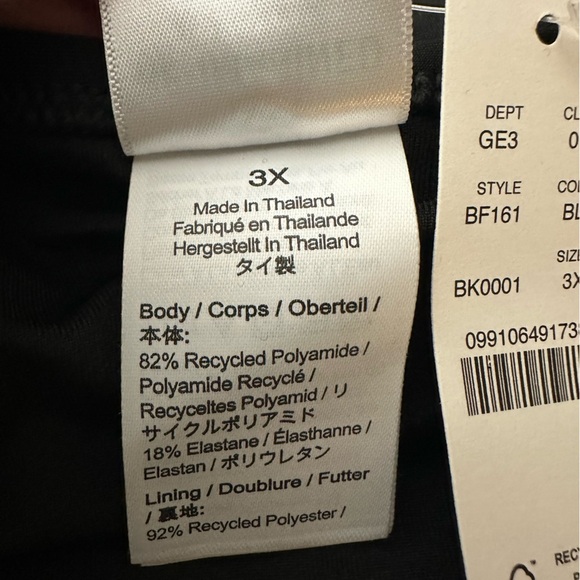 3X
Made In Thailand
Fabriqué en Thaïlande
Hergestellt In Thailand
タイ製
Body / Corps / Oberteil /
本体:
82% Recycled Polyamide /
Polyamide Recyclé /
Recyceltes Polyamid / リ
サイクルポリアミド
18% Elastane / Élasthanne /
Elastan / ポリウレタン
Lining / Doublure / Futter
/ 裏地:
92% Recycled Polyester /
DEPT
GE3
STYLE
BF161
BK0001
SIZE
3X
0991064917